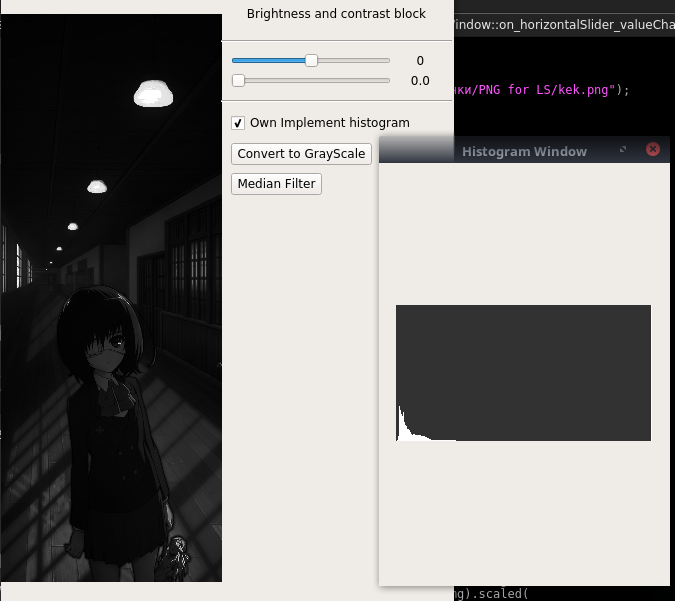 Brightness and contrast block
indow::on_horizontalSlider_valueCha
0
нки/PNG for LS/kek.png");
0.0
Own Implement histogram
Convert to GrayScale
Histogram Window
Median Filter
ng).scaled(